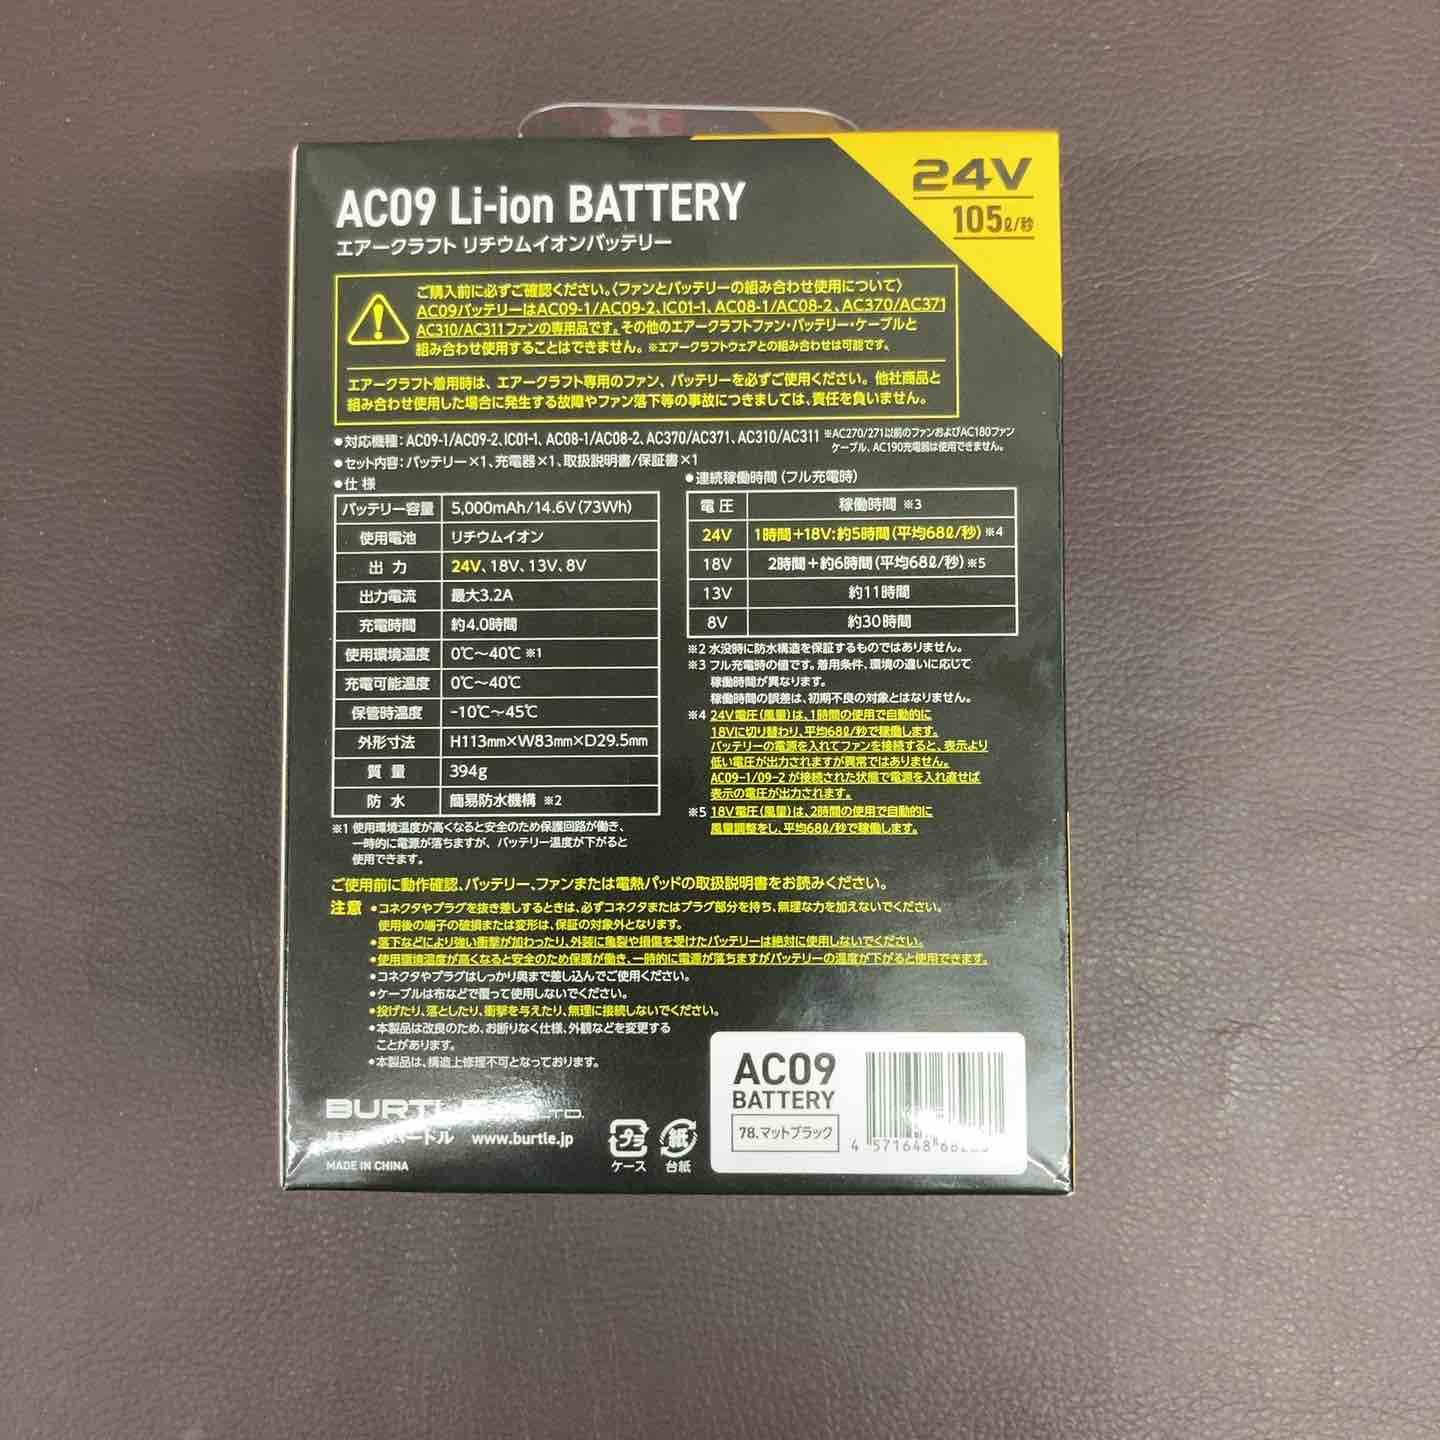 24V
105ℓ/秒
AC09 Li-ion BATTERY
エアークラフト リチウムイオンバッテリー
ご購入前に必ずご確認ください。〈ファンとバッテリーの組み合わせ使用について〉
AC09バッテリーはAC09-1/AC09-2、IC01-1、AC08-1/AC08-2、AC370/AC371
AC310/AC311ファンの専用品です。その他のエアークラフトファン・バッテリー・ケーブルと
組み合わせ使用することはできません。※エアークラフトウェアとの組み合わせは可能です。
エアークラフト着用時は、エアークラフト専用のファン、バッテリーを必ずご使用ください。他社商品と
組み合わせ使用した場合に発生する故障やファン落下等の事故につきましては、責任を負いません。
●対応機種：AC09-1/AC09-2、IC01-1、AC08-1/AC08-2、AC370/AC371、AC310/AC311 ※AC270/271以前のファンおよびAC180ファン
ケーブル、AC190充電器は使用できません。
●セット内容：バッテリー×1、充電器×1、取扱説明書/保証書×1
●仕様
バッテリー容量 5,000mAh/14.6V(73Wh)
使用電池 リチウムイオン
出力 24V、18V、13V、8V
出力電流 最大3.2A
充電時間 約4.0時間
使用環境温度 0℃～40℃ ※1
充電可能温度 0℃～40℃
保管時温度 -10℃～45℃
外形寸法 H113mm×W83mm×D29.5mm
質量 394g
防水 簡易防水機構 ※2
※1 使用環境温度が高くなると安全のため保護回路が働き、
一時的に電源が落ちますが、バッテリー温度が下がると
使用できます。
●連続稼働時間（フル充電時）
電圧 稼働時間 ※3
24V 1時間+18V:約5時間(平均68ℓ/秒)※4
18V 2時間+約6時間(平均68ℓ/秒)※5
13V 約11時間
8V 約30時間
※2 水没時に防水構造を保証するものではありません。
※3 フル充電時の値です。着用条件、環境の違いに応じて
稼働時間が異なります。
稼働時間の誤差は、初期不良の対象とはなりません。
※4 24V電圧(風量)は、1時間の使用で自動的に
18Vに切り替わり、平均68ℓ/秒で稼働します。
バッテリーの電源を入れてファンを接続すると、表示より
低い電圧が出力されますが異常ではありません。
AC09-1/09-2 が接続された状態で電源を入れ直せば
表示の電圧が出力されます。
※5 18V電圧(風量)は、2時間の使用で自動的に
風量調整をし、平均68ℓ/秒で稼働します。
ご使用前に動作確認、バッテリー、ファンまたは電熱パッドの取扱説明書をお読みください。
注意 ●コネクタやプラグを抜き差しするときは、必ずコネクタまたはプラグ部分を持ち、無理な力を加えないでください。
使用後の端子の破損または変形は、保証の対象外となります。
●落下などにより強い衝撃が加わったり、外装に亀裂や損傷を受けたバッテリーは絶対に使用しないでください。
●使用環境温度が高くなると安全のため保護が働き、一時的に電源が落ちますがバッテリーの温度が下がると使用できます。
●コネクタやプラグはしっかり奥まで差し込んでご使用ください。
●ケーブルは布などで覆って使用しないでください。
●投げたり、落としたり、衝撃を与えたり、無理に接続しないでください。
●本製品は改良のため、お断りなく仕様、外観などを変更する
ことがあります。
●本製品は、構造上修理不可となっております。
LTD.
www.burtle.jp
MADE IN CHINA
プラ
ケース
紙
台紙
AC09
BATTERY
78.マットブラック
4 571648